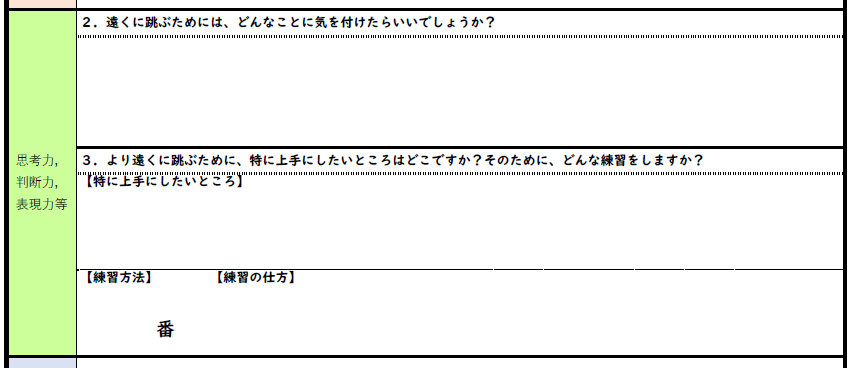 ２．遠くに跳ぶためには、どんなことに気を付けたらいいでしょうか？
思考力，
判断力，
表現力等
３．より遠くに跳ぶために、特に上手にしたいところはどこですか？そのために、どんな練習をしますか？
【特に上手にしたいところ】
【練習方法】 【練習の仕方】
番